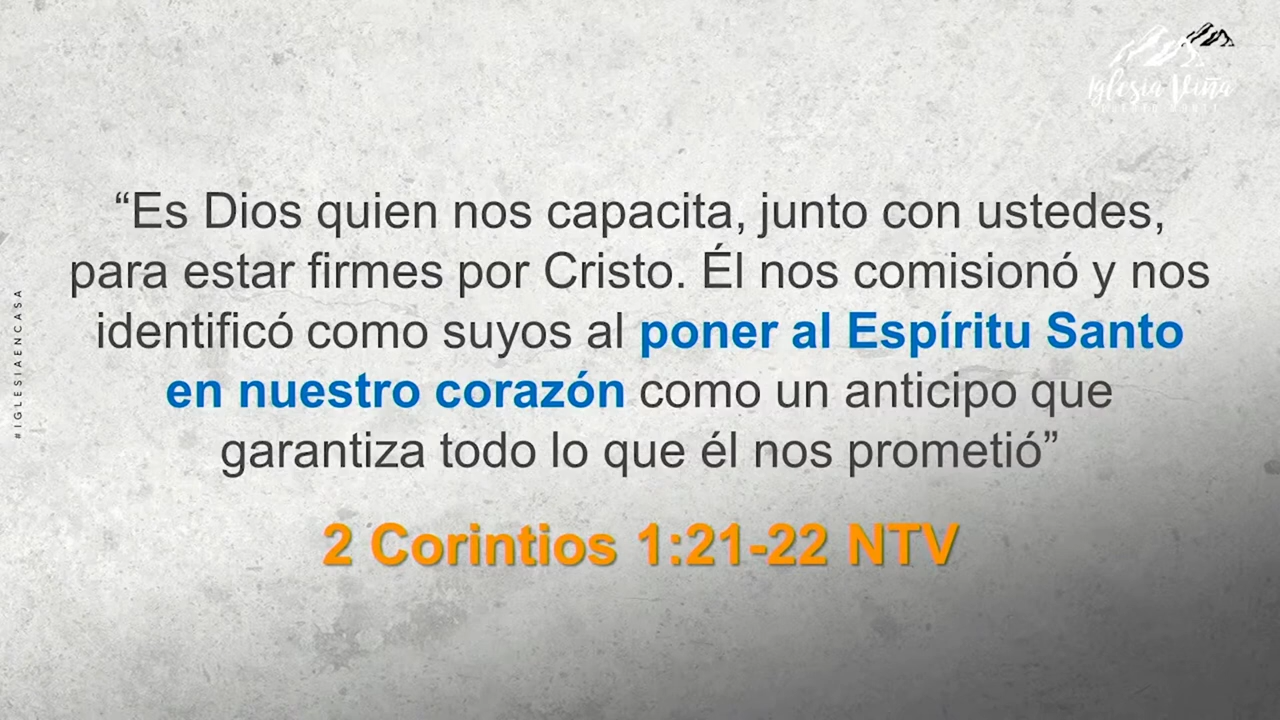 Iglesia Viña
#IGLESIAENCASA
“Es Dios quien nos capacita, junto con ustedes,
para estar firmes por Cristo. Él nos comisionó y nos
identificó como suyos al poner al Espíritu Santo
en nuestro corazón como un anticipo que
garantiza todo lo que él nos prometió”
2 Corintios 1:21-22 NTV